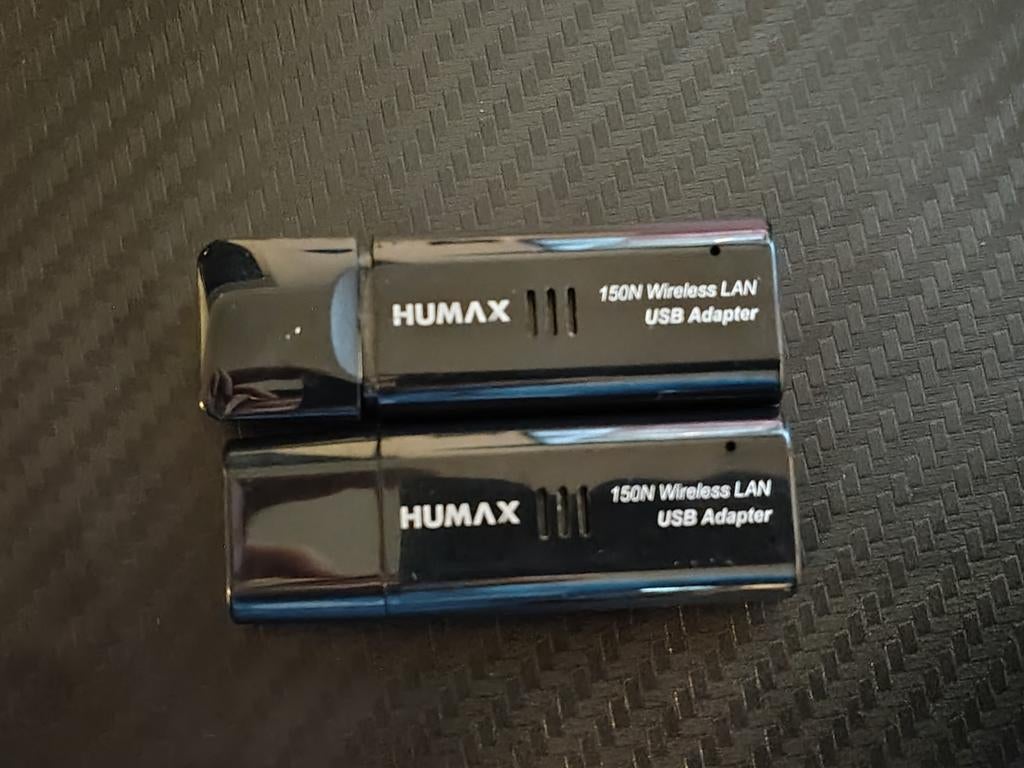 HUMAX
150N Wireless LAN
USB Adapter
HUMAX
150N Wireless LAN
USB Adapter